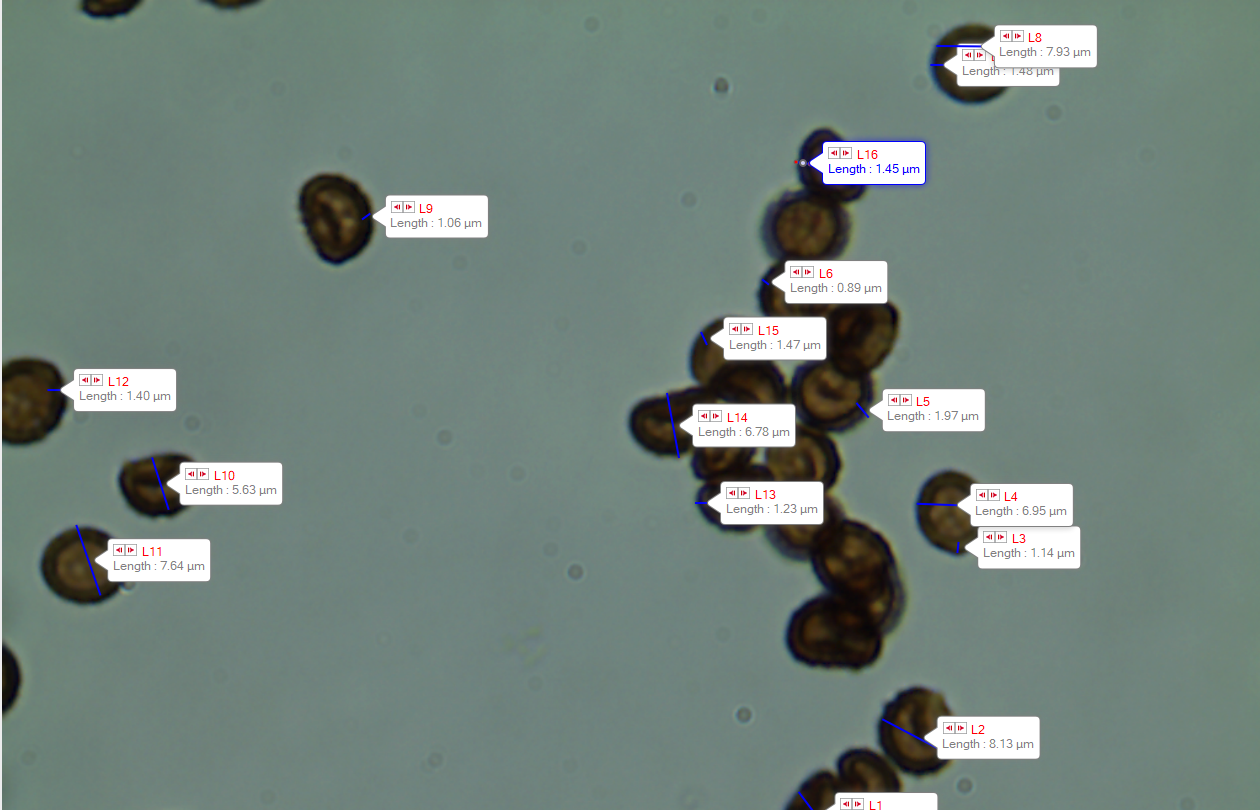 L8
Length : 7.93 µm
Length : 1.48 µm
L16
Length : 1.45 µm
L9
Length : 1.06 µm
L6
Length : 0.89 µm
L15
Length : 1.47 µm
L12
Length : 1.40 µm
L5
Length : 1.97 µm
L14
Length : 6.78 µm
L10
Length : 5.63 µm
L13
Length : 1.23 µm
L4
Length : 6.95 µm
L3
Length : 1.14 µm
L11
Length : 7.64 µm
L2
Length : 8.13 µm
L1